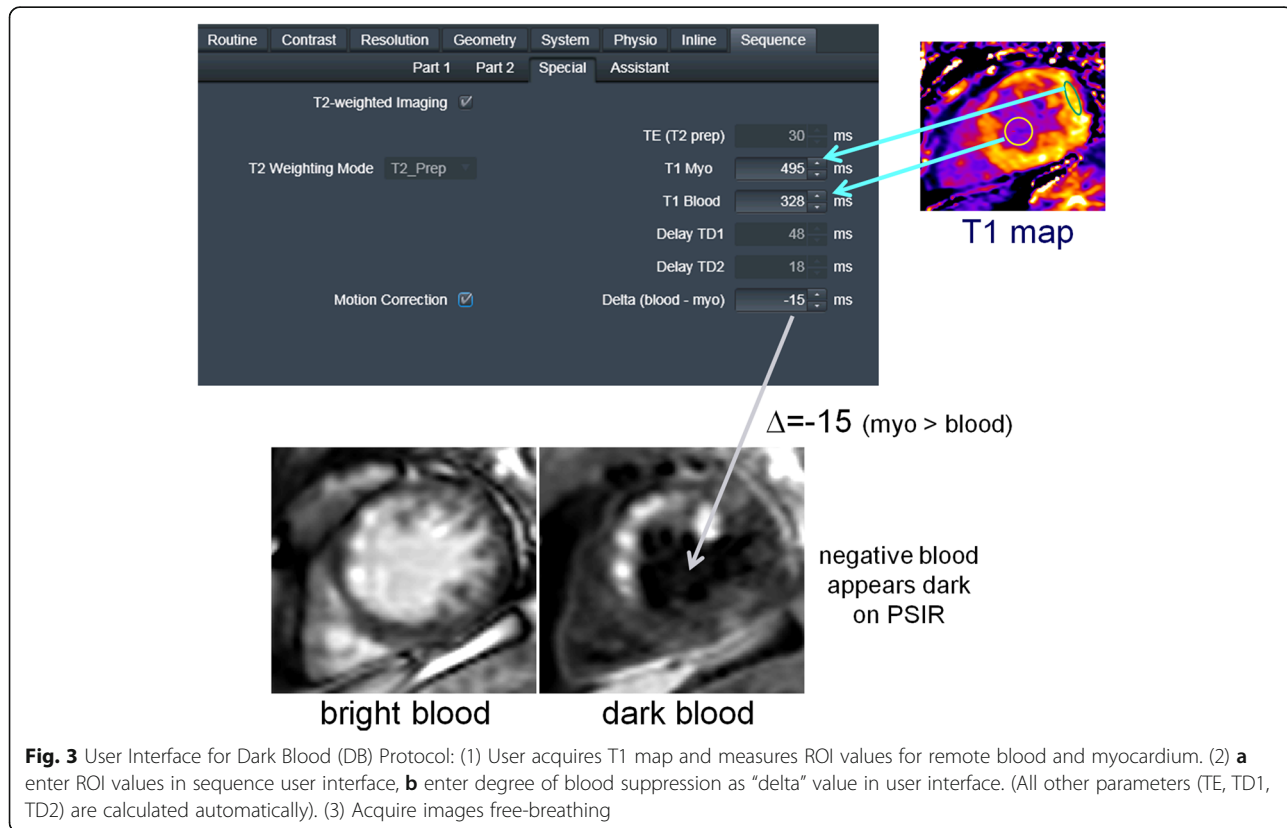 Routine Contrast Resolution Geometry System Physio Inline Sequence
Part 1 Part 2 Special Assistant
T2-weighted Imaging
TE (T2 prep) 30 ms
T2 Weighting Mode T2_Prep T1 Myo 495 ms
T1 Blood 328 ms
Delay TD1 48 ms
Delay TD2 18 ms
Motion Correction Delta (blood - myo) -15 ms
T1 map
Δ=-15 (myo > blood)
negative blood
appears dark
on PSIR
bright blood dark blood
Fig. 3 User Interface for Dark Blood (DB) Protocol: (1) User acquires T1 map and measures ROI values for remote blood and myocardium. (2) a
enter ROI values in sequence user interface, b enter degree of blood suppression as “delta” value in user interface. (All other parameters (TE, TD1,
TD2) are calculated automatically). (3) Acquire images free-breathing